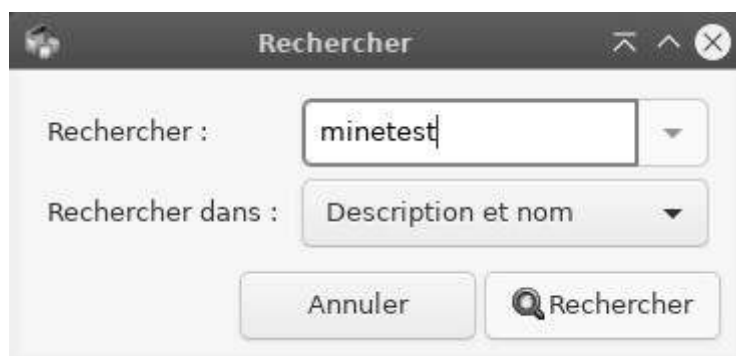 Rechercher
Rechercher : minetest
Rechercher dans : Description et nom
Annuler Rechercher